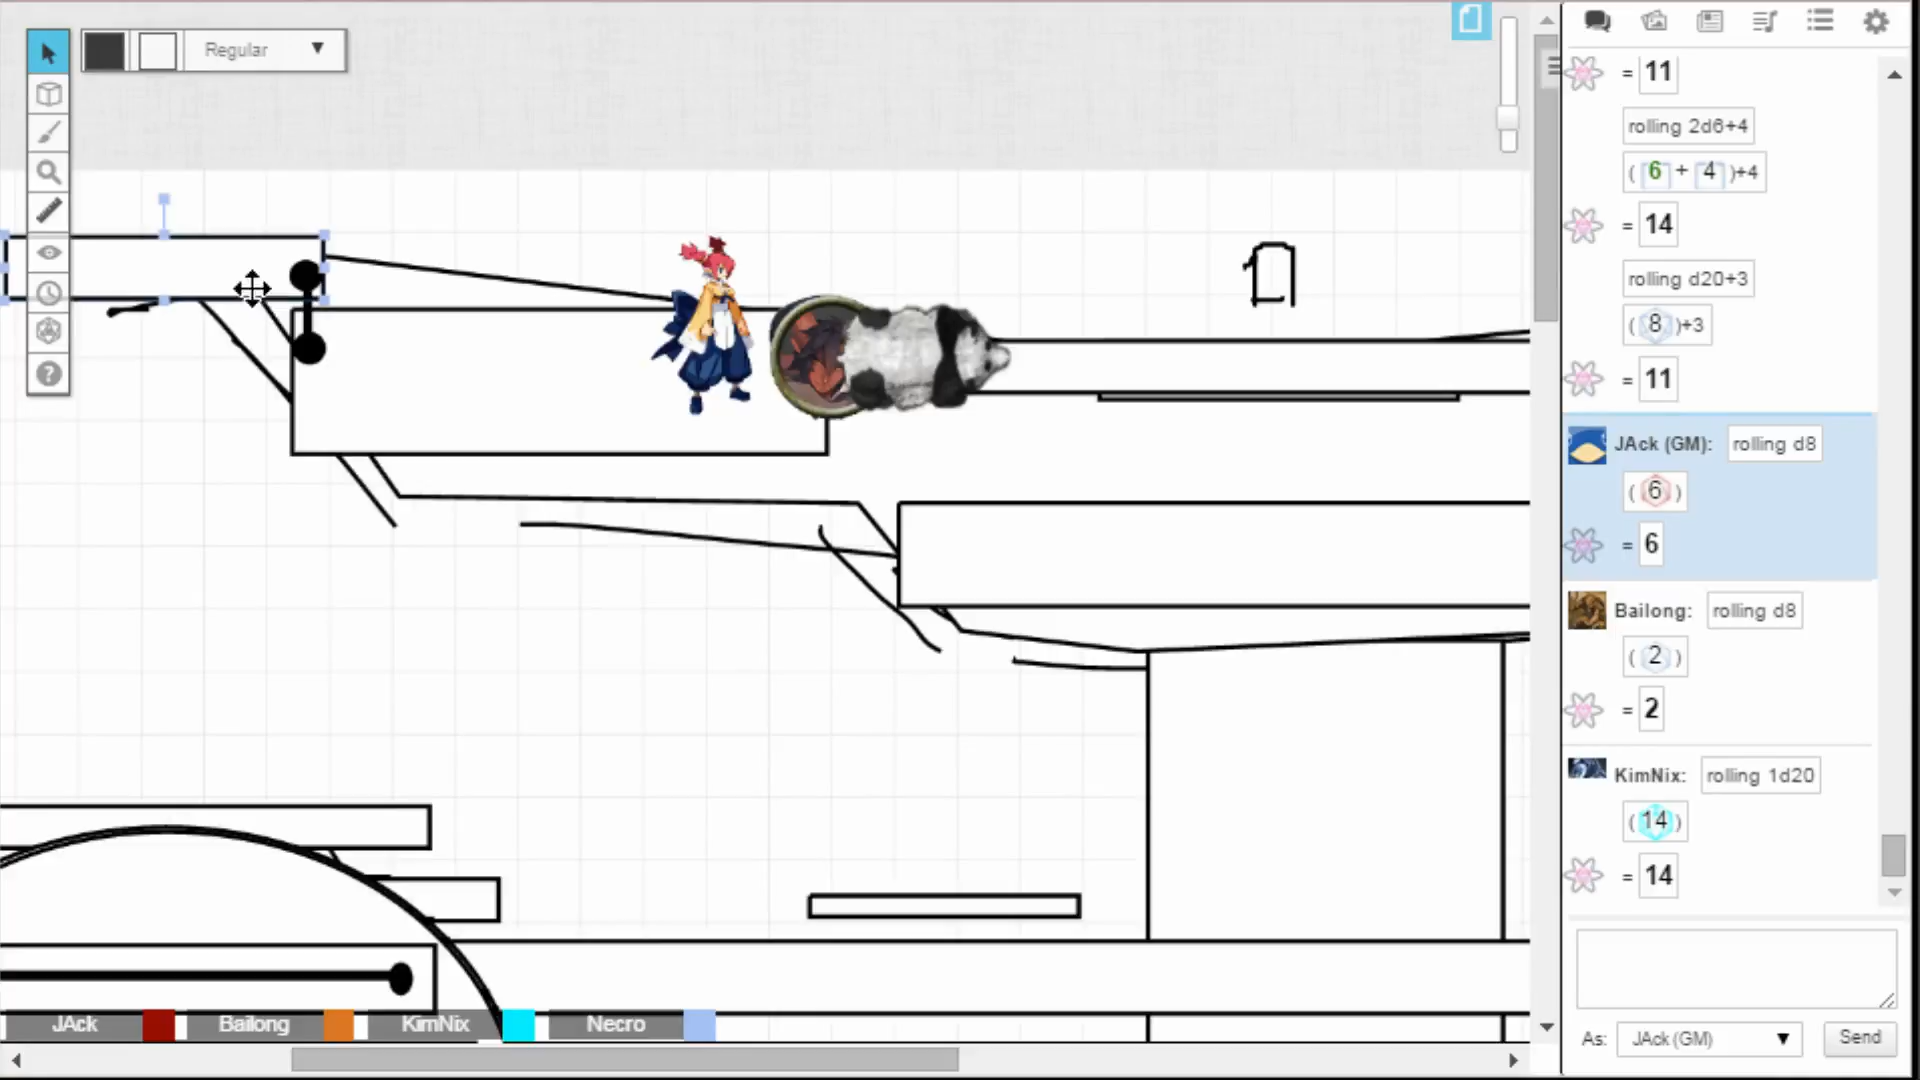 Regular ▼
= 11
rolling 2d6+4
( 6 + 4 )+4
= 14
rolling d20+3
( 8 )+3
= 11
JAck (GM): rolling d8
( 6 )
= 6
Bailong: rolling d8
( 2 )
= 2
KimNix: rolling 1d20
( 14 )
= 14
JAck Bailong KimNix Necro
As: JAck (GM) ▼ Send